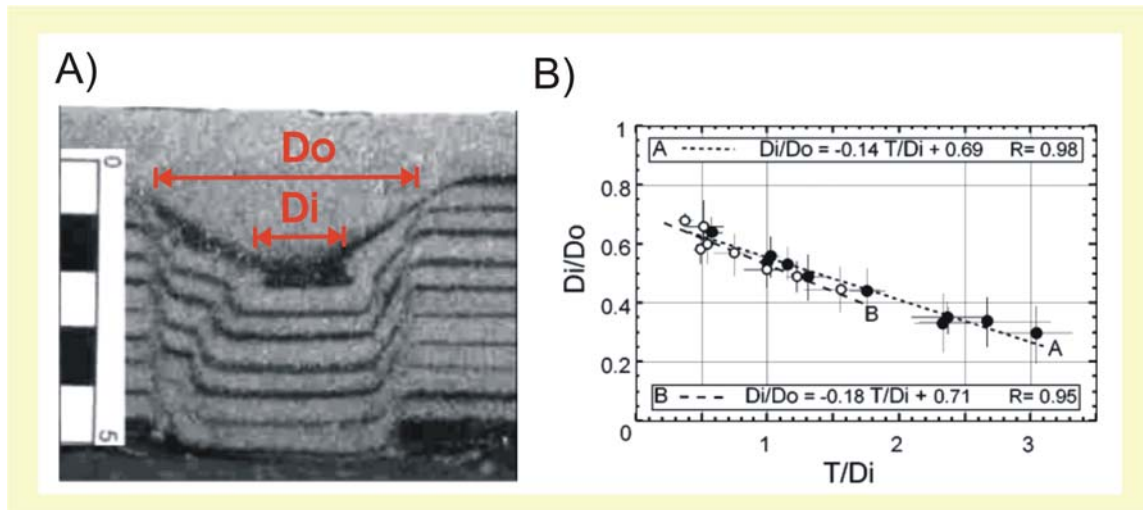 A)
Do
Di
0
5
B)
Di/Do
1
0.8
0.6
0.4
0.2
0
A Di/Do = -0.14 T/Di + 0.69 R= 0.98
B
A
B Di/Do = -0.18 T/Di + 0.71 R= 0.95
1 2 3
T/Di